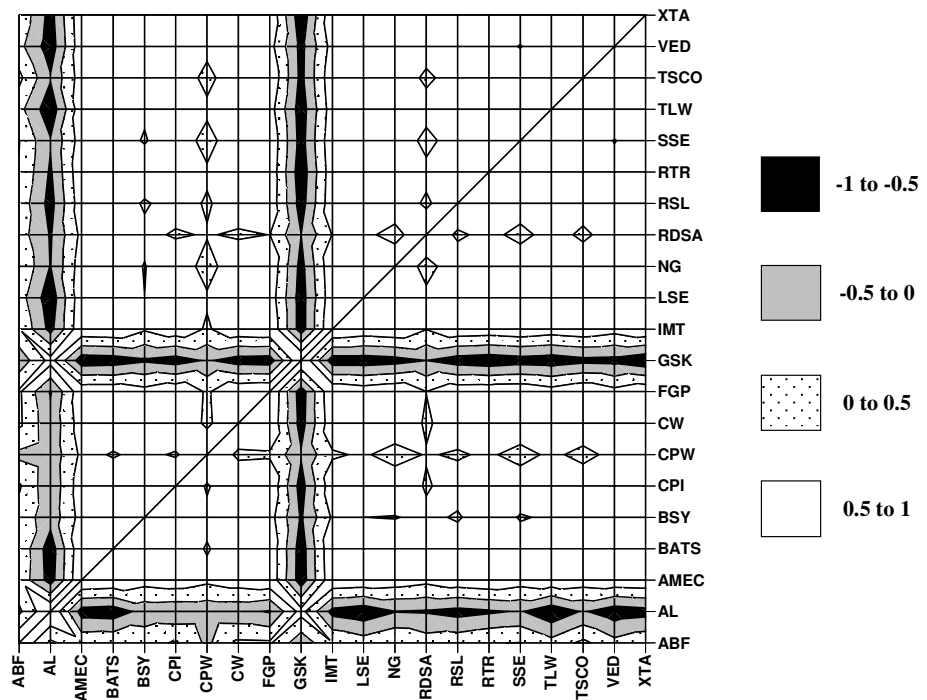 XTA
VED
TSCO
TLW
SSE
RTR
RSL
RDSA
NG
LSE
IMT
GSK
FGP
CW
CPW
CPI
BSY
BATS
AMEC
AL
ABF
-1 to -0.5
-0.5 to 0
0 to 0.5
0.5 to 1
ABF
AL
AMEC
BATS
BSY
CPI
CPW
CW
FGP
GSK
IMT
LSE
NG
RDSA
RSL
RTR
SSE
TLW
TSCO
VED
XTA